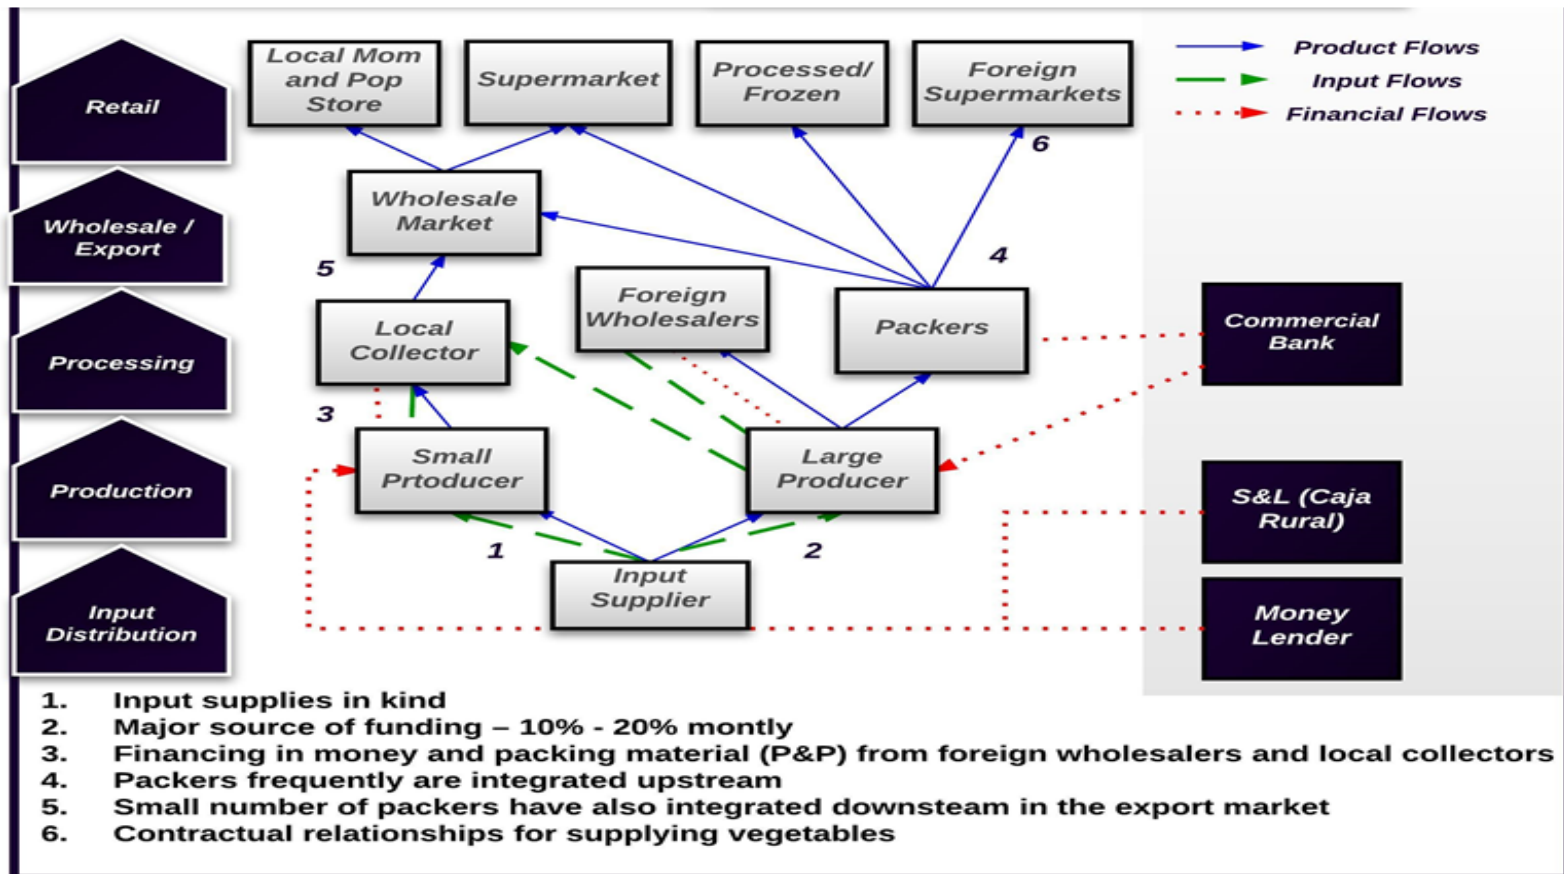 Local Mom
and Pop
Store
Supermarket
Processed/
Frozen
Foreign
Supermarkets
Product Flows
Input Flows
Financial Flows
Retail
6
Wholesale /
Export
Wholesale
Market
4
5
Foreign
Wholesalers
Local
Collector
Packers
Commercial
Bank
Processing
3
Small
Prtoducer
Large
Producer
Production
S&L (Caja
Rural)
1
2
Input
Supplier
Input
Distribution
Money
Lender
1. Input supplies in kind
2. Major source of funding – 10% - 20% montly
3. Financing in money and packing material (P&P) from foreign wholesalers and local collectors
4. Packers frequently are integrated upstream
5. Small number of packers have also integrated downsteam in the export market
6. Contractual relationships for supplying vegetables